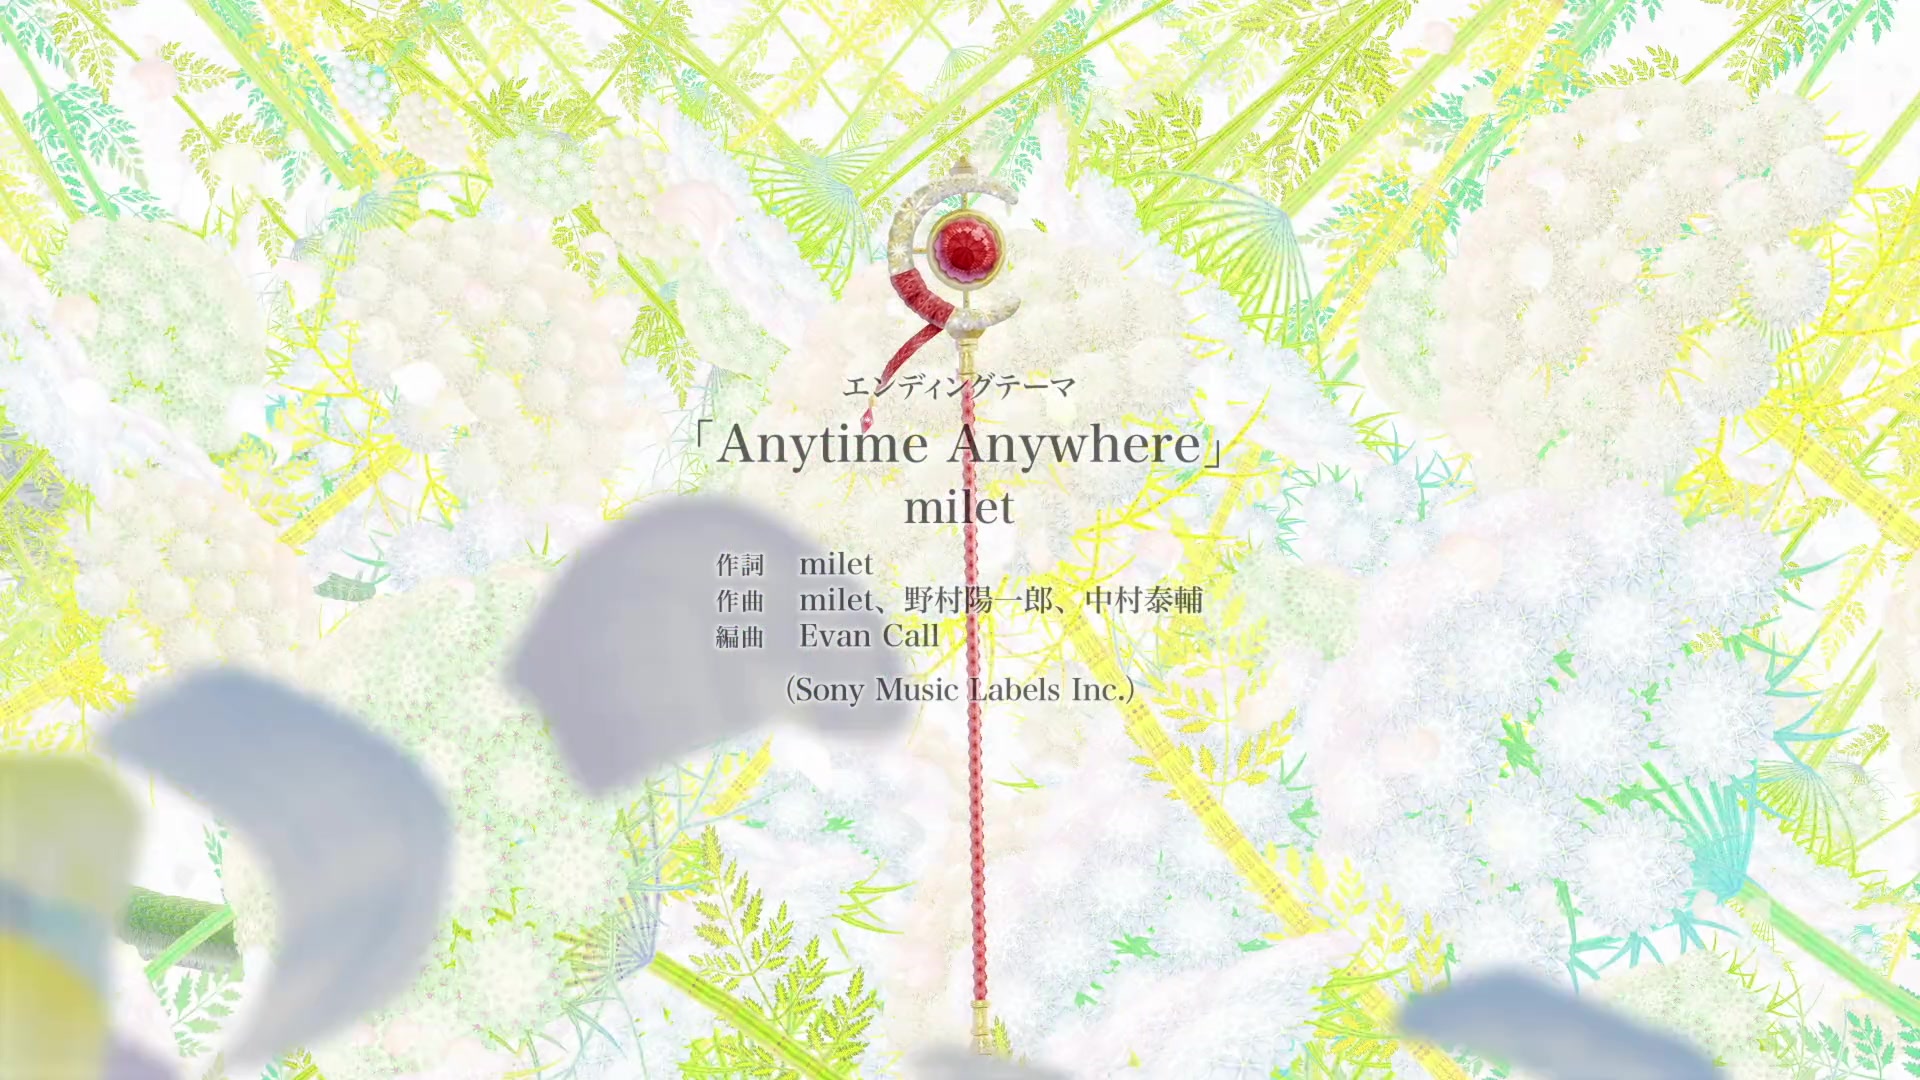 エンディングテーマ
「Anytime Anywhere」
milet
作詞 milet
作曲 milet、野村陽一郎、中村泰輔
編曲 Evan Call
(Sony Music Labels Inc.)